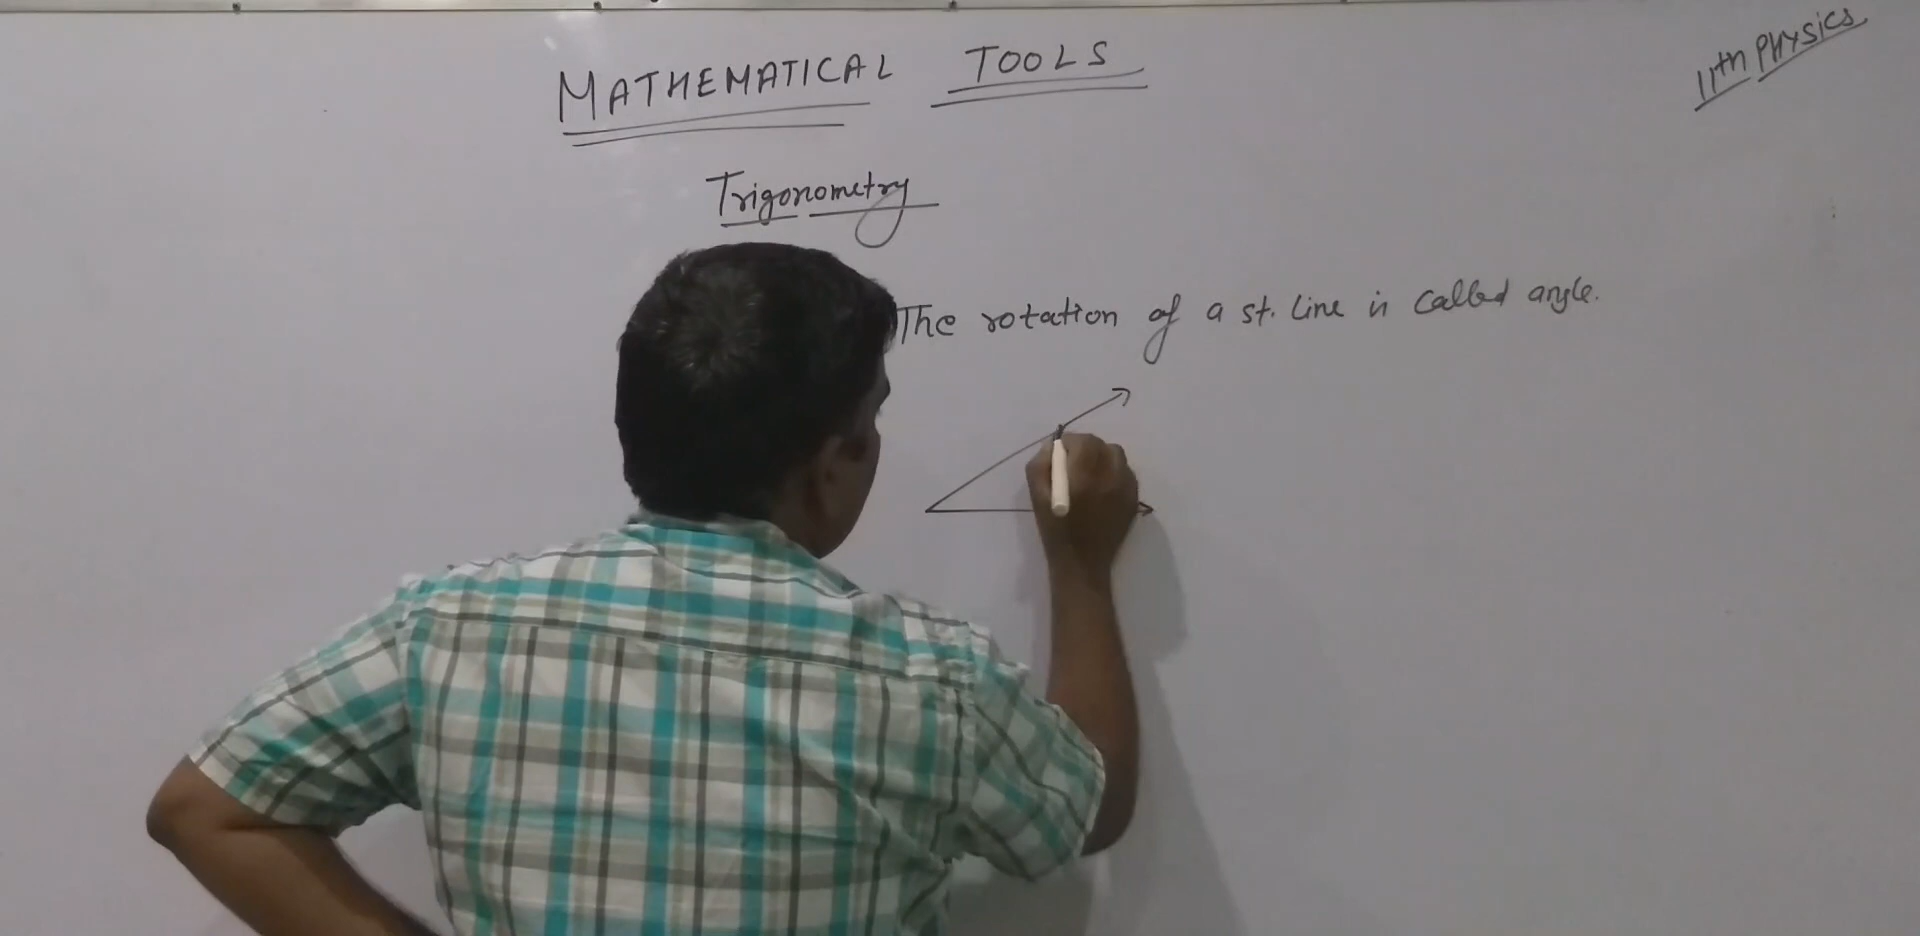 MATHEMATICAL TOOLS
11th PHYSICS
Trigonometry
The rotation of a st. line is called angle.